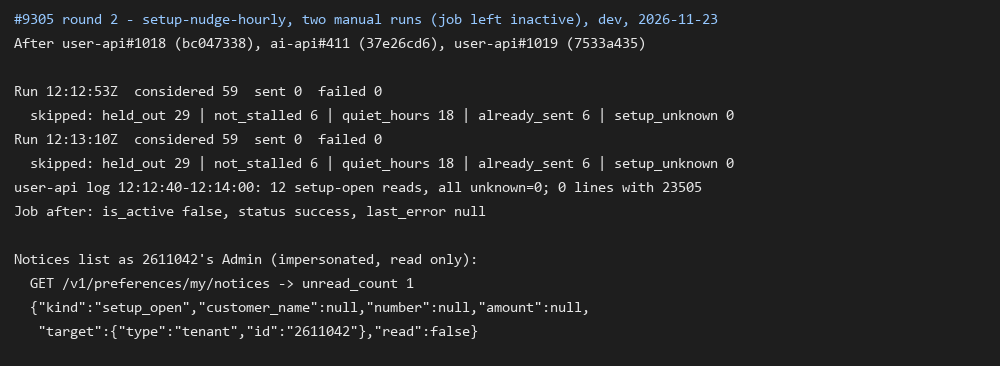 #9305 round 2 - setup-nudge-hourly, two manual runs (job left inactive), dev, 2026-11-23
After user-api#1018 (bc047338), ai-api#411 (37e26cd6), user-api#1019 (7533a435)
Run 12:12:53Z  considered 59  sent 0  failed 0
  skipped: held_out 29 | not_stalled 6 | quiet_hours 18 | already_sent 6 | setup_unknown 0
Run 12:13:10Z  considered 59  sent 0  failed 0
  skipped: held_out 29 | not_stalled 6 | quiet_hours 18 | already_sent 6 | setup_unknown 0
user-api log 12:12:40-12:14:00: 12 setup-open reads, all unknown=0; 0 lines with 23505
Job after: is_active false, status success, last_error null
Notices list as 2611042's Admin (impersonated, read only):
  GET /v1/preferences/my/notices -> unread_count 1
  {"kind":"setup_open","customer_name":null,"number":null,"amount":null,
   "target":{"type":"tenant","id":"2611042"},"read":false}